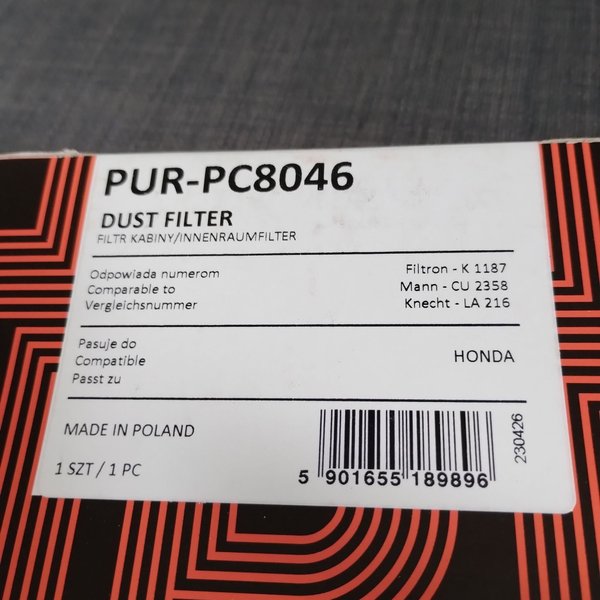 PUR-PC8046
DUST FILTER
FILTR KABINY/INNENRAUMFILTER
Odpowiada numerom
Comparable to
Vergleichsnummer
Filtron - K 1187
Mann - CU 2358
Knecht - LA 216
Pasuje do
Compatible
Passt zu
HONDA
MADE IN POLAND
1 SZT / 1 PC
5 901655 189896
230426